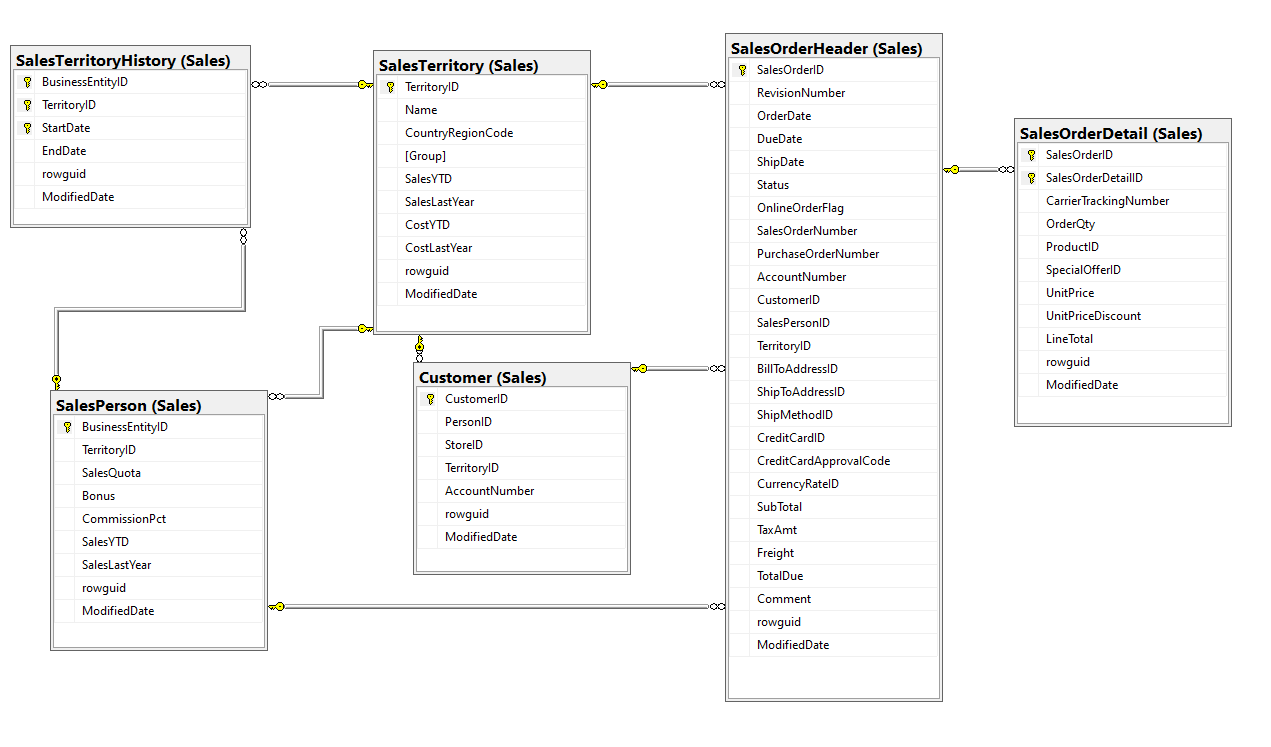 SalesTerritoryHistory (Sales)
BusinessEntityID
TerritoryID
StartDate
EndDate
rowguid
ModifiedDate
SalesTerritory (Sales)
TerritoryID
Name
CountryRegionCode
[Group]
SalesYTD
SalesLastYear
CostYTD
CostLastYear
rowguid
ModifiedDate
SalesOrderHeader (Sales)
SalesOrderID
RevisionNumber
OrderDate
DueDate
ShipDate
Status
OnlineOrderFlag
SalesOrderNumber
PurchaseOrderNumber
AccountNumber
CustomerID
SalesPersonID
TerritoryID
BillToAddressID
ShipToAddressID
ShipMethodID
CreditCardID
CreditCardApprovalCode
CurrencyRateID
SubTotal
TaxAmt
Freight
TotalDue
Comment
rowguid
ModifiedDate
SalesOrderDetail (Sales)
SalesOrderID
SalesOrderDetailID
CarrierTrackingNumber
OrderQty
ProductID
SpecialOfferID
UnitPrice
UnitPriceDiscount
LineTotal
rowguid
ModifiedDate
SalesPerson (Sales)
BusinessEntityID
TerritoryID
SalesQuota
Bonus
CommissionPct
SalesYTD
SalesLastYear
rowguid
ModifiedDate
Customer (Sales)
CustomerID
PersonID
StoreID
TerritoryID
AccountNumber
rowguid
ModifiedDate